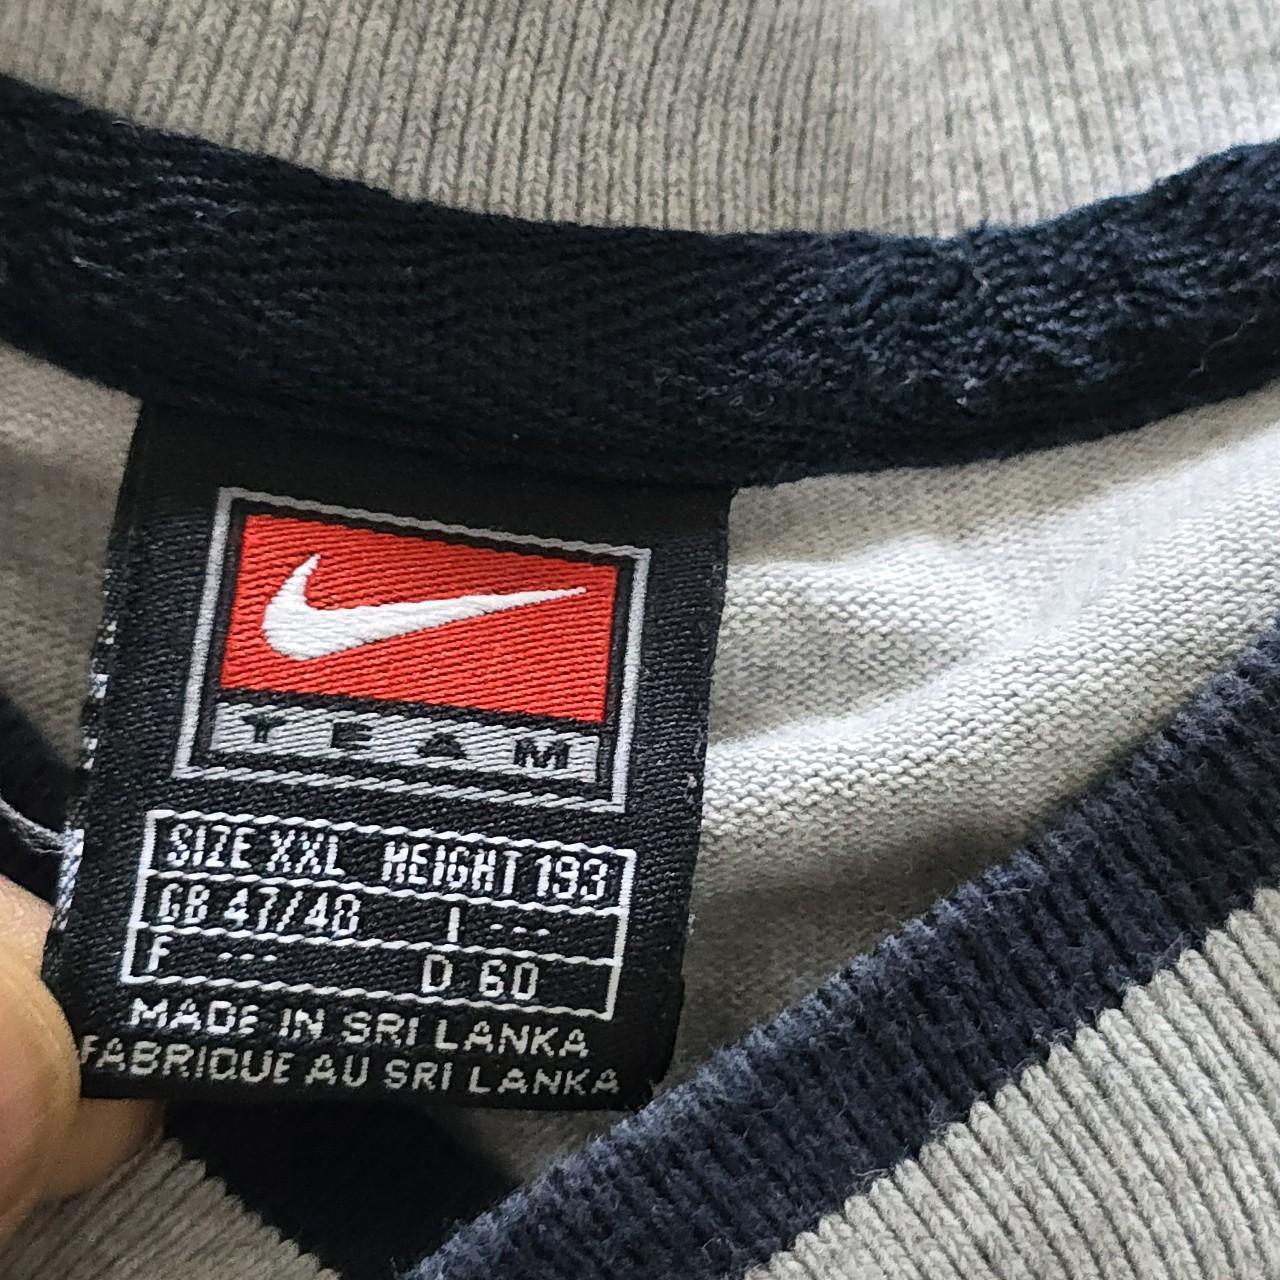 TEAM
SIZE XXL HEIGHT 193
GB 47/48 I ---
F --- D 60
MADE IN SRI LANKA
FABRIQUE AU SRI LANKA